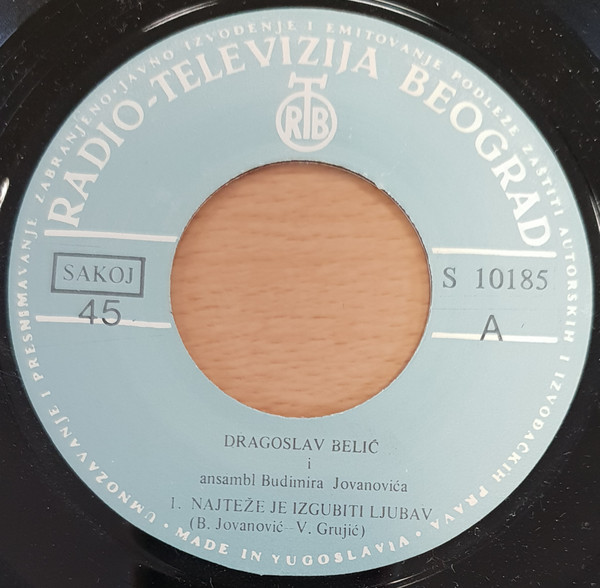 UMNOŽAVANJE I PRESNIMAVANJE ZABRANJENO · JAVNO IZVOĐENJE I EMITOVANJE PODLEŽE ZAŠTITI AUTORSKIH I IZVOĐAČKIH PRAVA ·
RADIO-TELEVIZIJA BEOGRAD
RTB
SAKOJ
45
S 10185
A
DRAGOSLAV BELIĆ
i
ansambl Budimira Jovanovića
1. NAJTEŽE JE IZGUBITI LJUBAV
(B. Jovanović—V. Grujić)
MADE IN YUGOSLAVIA